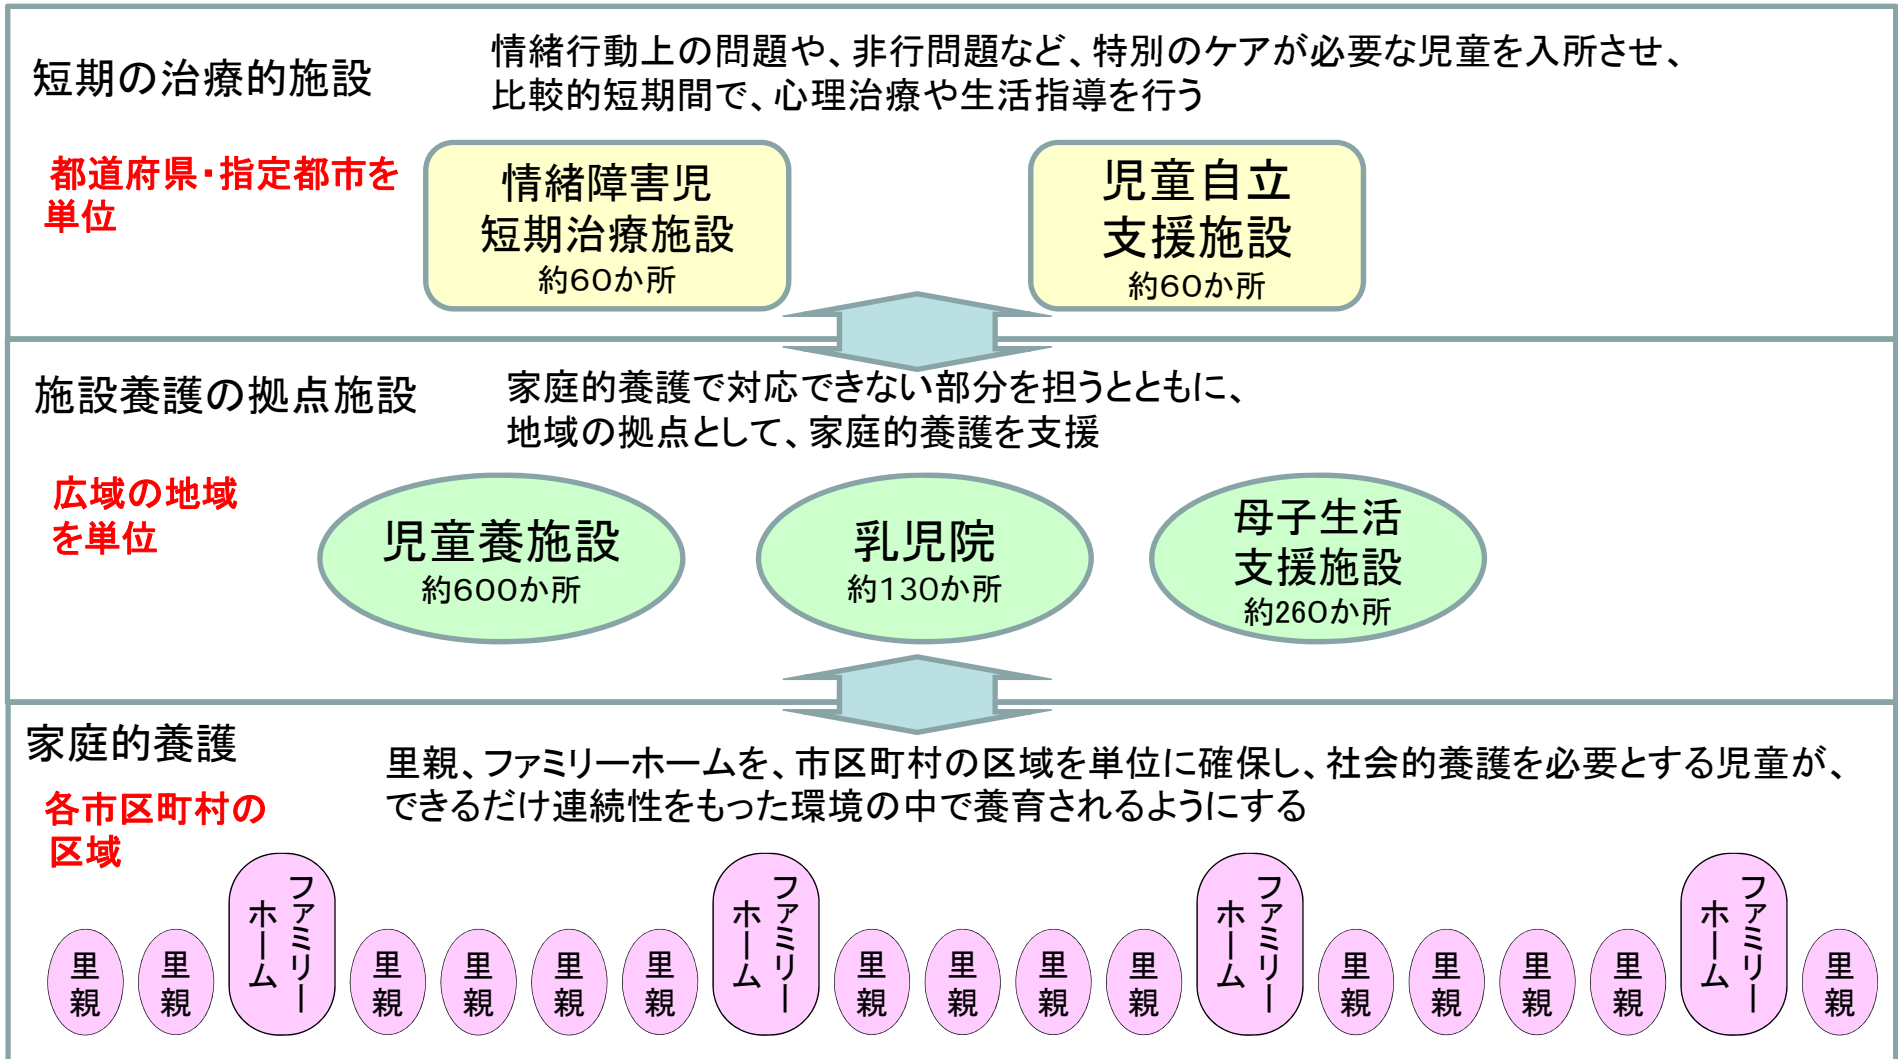 短期の治療的施設
情緒行動上の問題や、非行問題など、特別のケアが必要な児童を入所させ、
比較的短期間で、心理治療や生活指導を行う
都道府県・指定都市を
単位
情緒障害児
短期治療施設
約60か所
児童自立
支援施設
約60か所
施設養護の拠点施設
家庭的養護で対応できない部分を担うとともに、
地域の拠点として、家庭的養護を支援
広域の地域
を単位
児童養施設
約600か所
乳児院
約130か所
母子生活
支援施設
約260か所
家庭的養護
里親、ファミリーホームを、市区町村の区域を単位に確保し、社会的養護を必要とする児童が、
できるだけ連続性をもった環境の中で養育されるようにする
各市区町村の
区域
里親
里親
ファミリー
ホーム
里親
里親
里親
里親
ファミリー
ホーム
里親
里親
里親
里親
ファミリー
ホーム
里親
里親
里親
里親
ファミリー
ホーム
里親